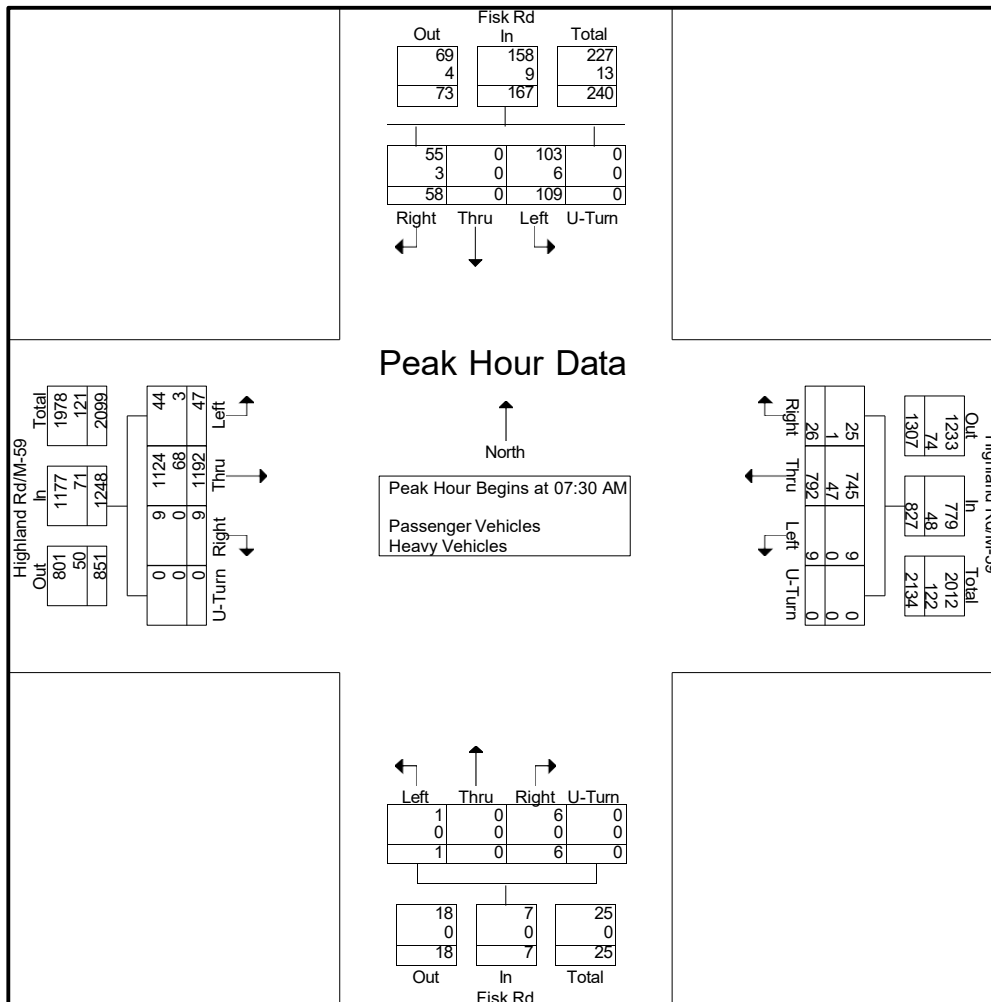 Fisk Rd
Out In Total
69 158 227
4 9 13
73 167 240
55 0 103 0
3 0 6 0
58 0 109 0
Right Thru Left U-Turn
Peak Hour Data
North
Peak Hour Begins at 07:30 AM
Passenger Vehicles
Heavy Vehicles
Highland Rd/M-59
Out In Total
801 1177 1978
50 71 121
851 1248 2099
44 1124 9 0
3 68 0 0
47 1192 9 0
Left Thru Right U-Turn
Highland Rd/M-59
Out In Total
1233 779 2012
74 48 122
1307 827 2134
25 745 9 0
1 47 0 0
26 792 9 0
Right Thru Left U-Turn
Left Thru Right U-Turn
1 0 6 0
0 0 0 0
1 0 6 0
18 7 25
0 0 0
18 7 25
Out In Total
Fisk Rd